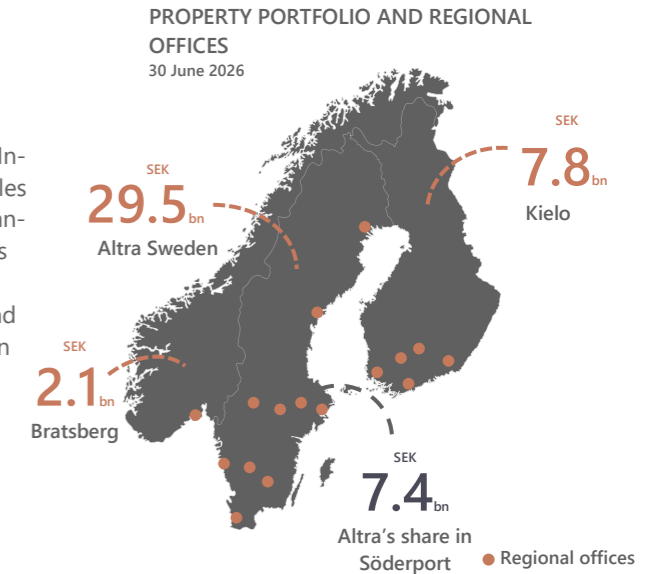 PROPERTY PORTFOLIO AND REGIONAL
OFFICES
30 June 2026
SEK
7.8bn
Kielo
SEK
29.5bn
Altra Sweden
SEK
2.1bn
Bratsberg
SEK
7.4bn
Altra's share in
Söderport
Regional offices